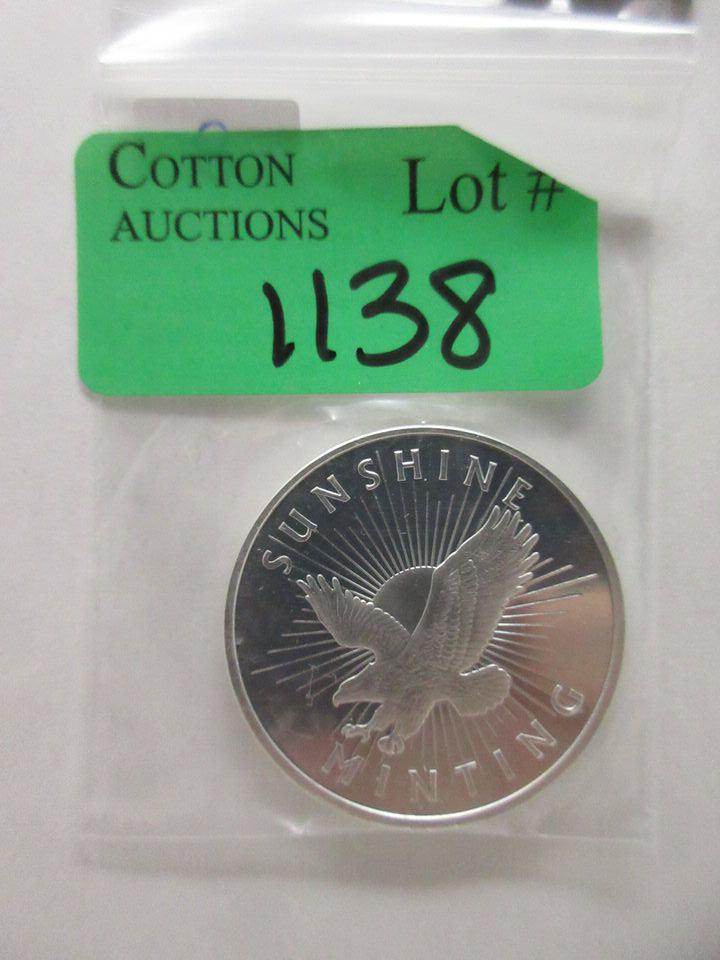 COTTON
AUCTIONS
Lot #
1138
SUNSHINE
MINTING